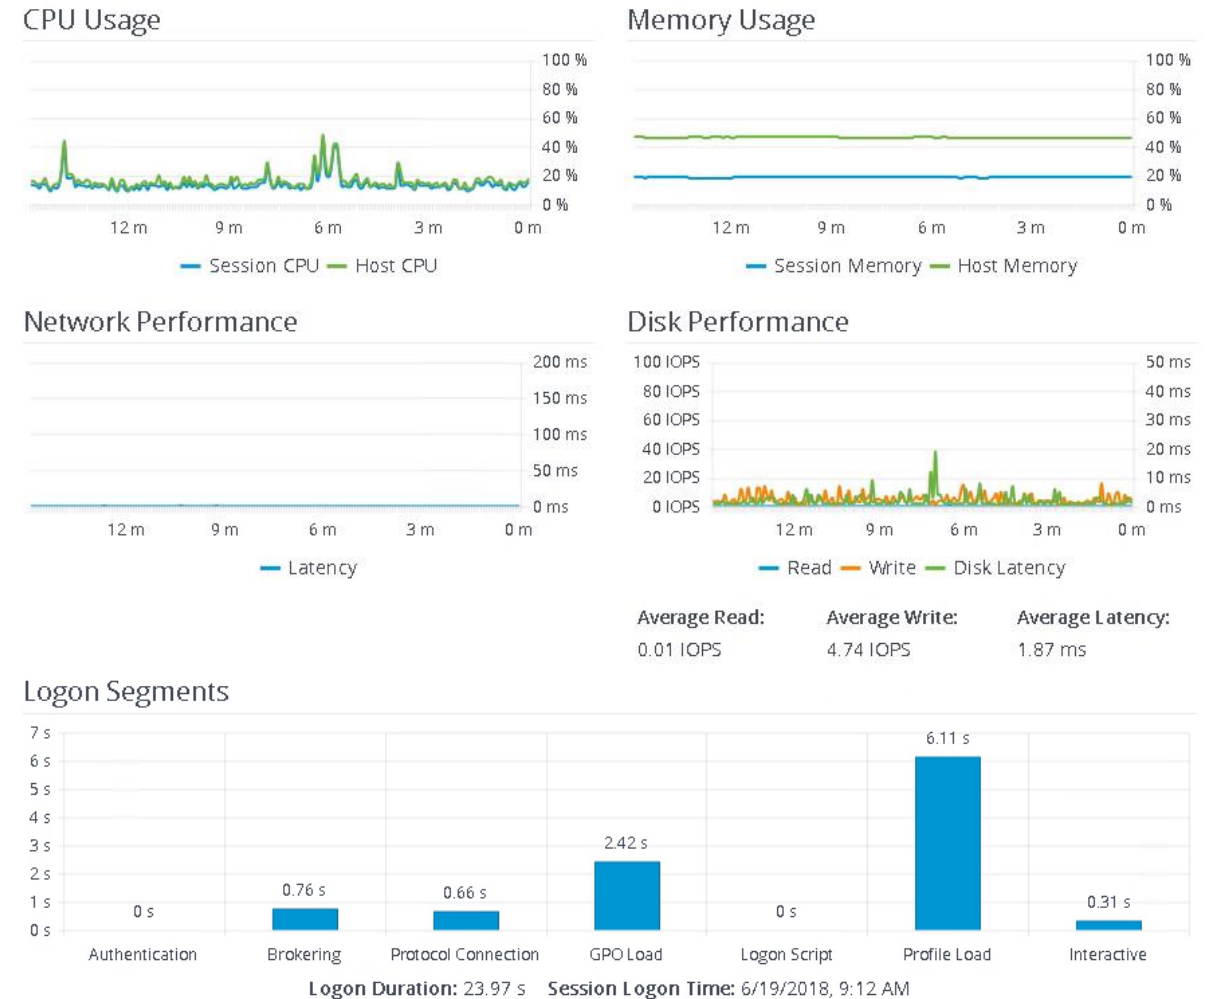 CPU Usage
100 %
80 %
60 %
40 %
20 %
0 %
12 m 9 m 6 m 3 m 0 m
Session CPU Host CPU
Memory Usage
100 %
80 %
60 %
40 %
20 %
0 %
12 m 9 m 6 m 3 m 0 m
Session Memory Host Memory
Network Performance
200 ms
150 ms
100 ms
50 ms
0 ms
12 m 9 m 6 m 3 m 0 m
Latency
Disk Performance
100 IOPS 50 ms
80 IOPS 40 ms
60 IOPS 30 ms
40 IOPS 20 ms
20 IOPS 10 ms
0 IOPS 0 ms
12 m 9 m 6 m 3 m 0 m
Read Write Disk Latency
Average Read: Average Write: Average Latency:
0.01 IOPS 4.74 IOPS 1.87 ms
Logon Segments
7 s
6 s
5 s
4 s
3 s
2 s
1 s
0 s
0 s 0.76 s 0.66 s 2.42 s 0 s 6.11 s 0.31 s
Authentication Brokering Protocol Connection GPO Load Logon Script Profile Load Interactive
Logon Duration: 23.97 s Session Logon Time: 6/19/2018, 9:12 AM